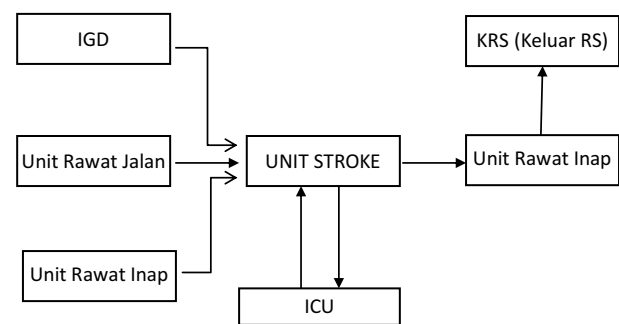 IGD
KRS (Keluar RS)
Unit Rawat Jalan
UNIT STROKE
Unit Rawat Inap
Unit Rawat Inap
ICU